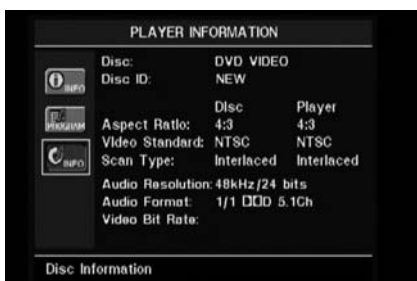 PLAYER INFORMATION
Disc: DVD VIDEO
Disc ID: NEW
INFO
Disc Player
PROGRAM
Aspect Ratio: 4:3 4:3
Video Standard: NTSC NTSC
INFO
Scan Type: Interlaced Interlaced
Audio Resolution: 48kHz/24 bits
Audio Format: 1/1 DD D 5.1Ch
Video Bit Rate:
Disc Information